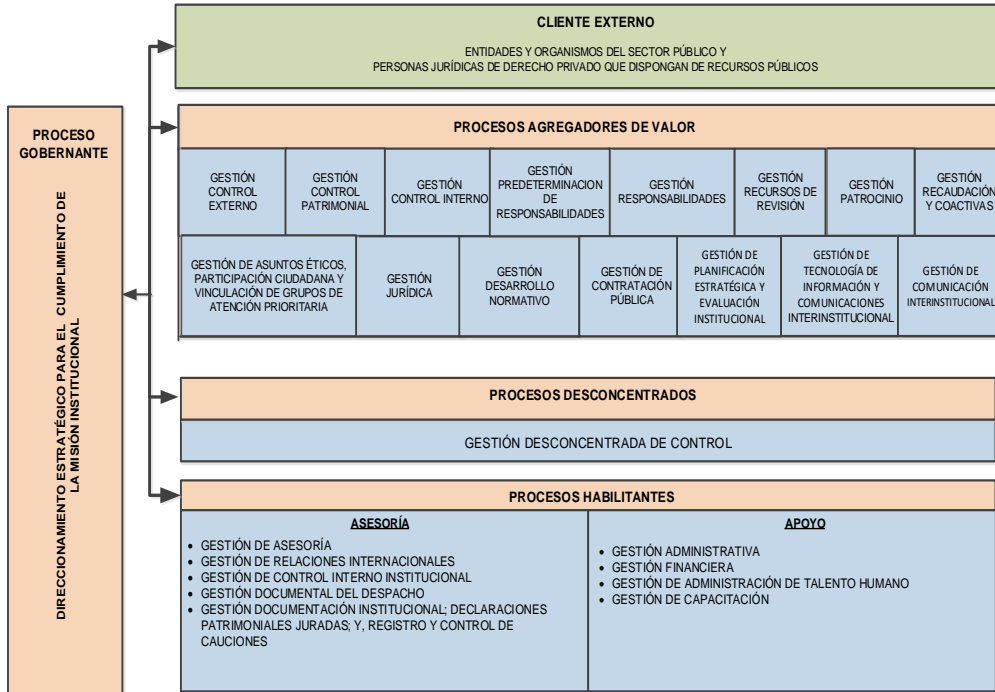 CLIENTE EXTERNO
ENTIDADES Y ORGANISMOS DEL SECTOR PÚBLICO Y
PERSONAS JURÍDICAS DE DERECHO PRIVADO QUE DISPONGAN DE RECURSOS PÚBLICOS
PROCESO
GOBERNANTE
DIRECCIONAMIENTO ESTRATÉGICO PARA EL CUMPLIMIENTO DE
LA MISIÓN INSTITUCIONAL
PROCESOS AGREGADORES DE VALOR
GESTIÓN
CONTROL
EXTERNO
GESTIÓN
CONTROL
PATRIMONIAL
GESTIÓN
CONTROL INTERNO
GESTIÓN
PREDETERMINACION
DE
RESPONSABILIDADES
GESTIÓN
RESPONSABILIDADES
GESTIÓN
RECURSOS DE
REVISIÓN
GESTIÓN
PATROCINIO
GESTIÓN
RECAUDACIÓN
Y COACTIVAS
GESTIÓN DE ASUNTOS ÉTICOS,
PARTICIPACIÓN CIUDADANA Y
VINCULACIÓN DE GRUPOS DE
ATENCIÓN PRIORITARIA
GESTIÓN
JURÍDICA
GESTIÓN
DESARROLLO
NORMATIVO
GESTIÓN DE
CONTRATACIÓN
PÚBLICA
GESTIÓN DE
PLANIFICACIÓN
ESTRATÉGICA Y
EVALUACIÓN
INSTITUCIONAL
GESTIÓN DE
TECNOLOGÍA DE
INFORMACIÓN Y
COMUNICACIONES
INTERINSTITUCIONAL
GESTIÓN DE
COMUNICACIÓN
INTERINSTITUCIONAL
PROCESOS DESCONCENTRADOS
GESTIÓN DESCONCENTRADA DE CONTROL
PROCESOS HABILITANTES
ASESORÍA
• GESTIÓN DE ASESORÍA
• GESTIÓN DE RELACIONES INTERNACIONALES
• GESTIÓN DE CONTROL INTERNO INSTITUCIONAL
• GESTIÓN DOCUMENTAL DEL DESPACHO
• GESTIÓN DOCUMENTACIÓN INSTITUCIONAL; DECLARACIONES
PATRIMONIALES JURADAS; Y, REGISTRO Y CONTROL DE
CAUCIONES
APOYO
• GESTIÓN ADMINISTRATIVA
• GESTIÓN FINANCIERA
• GESTIÓN DE ADMINISTRACIÓN DE TALENTO HUMANO
• GESTIÓN DE CAPACITACIÓN